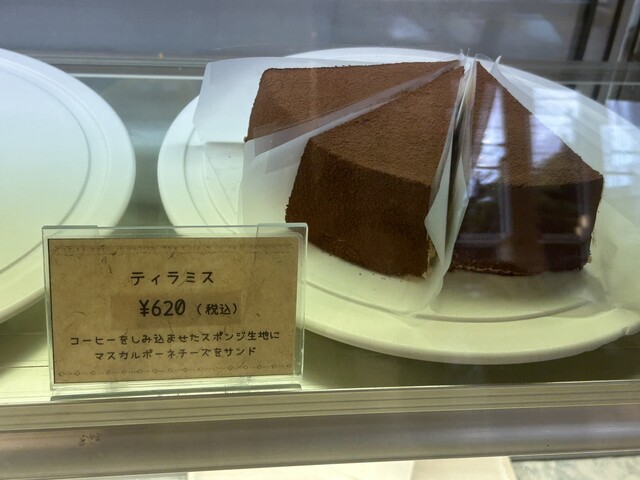 ティラミス
¥620 (税込)
コーヒーをしみ込ませたスポンジ生地に
マスカルポーネチーズをサンド